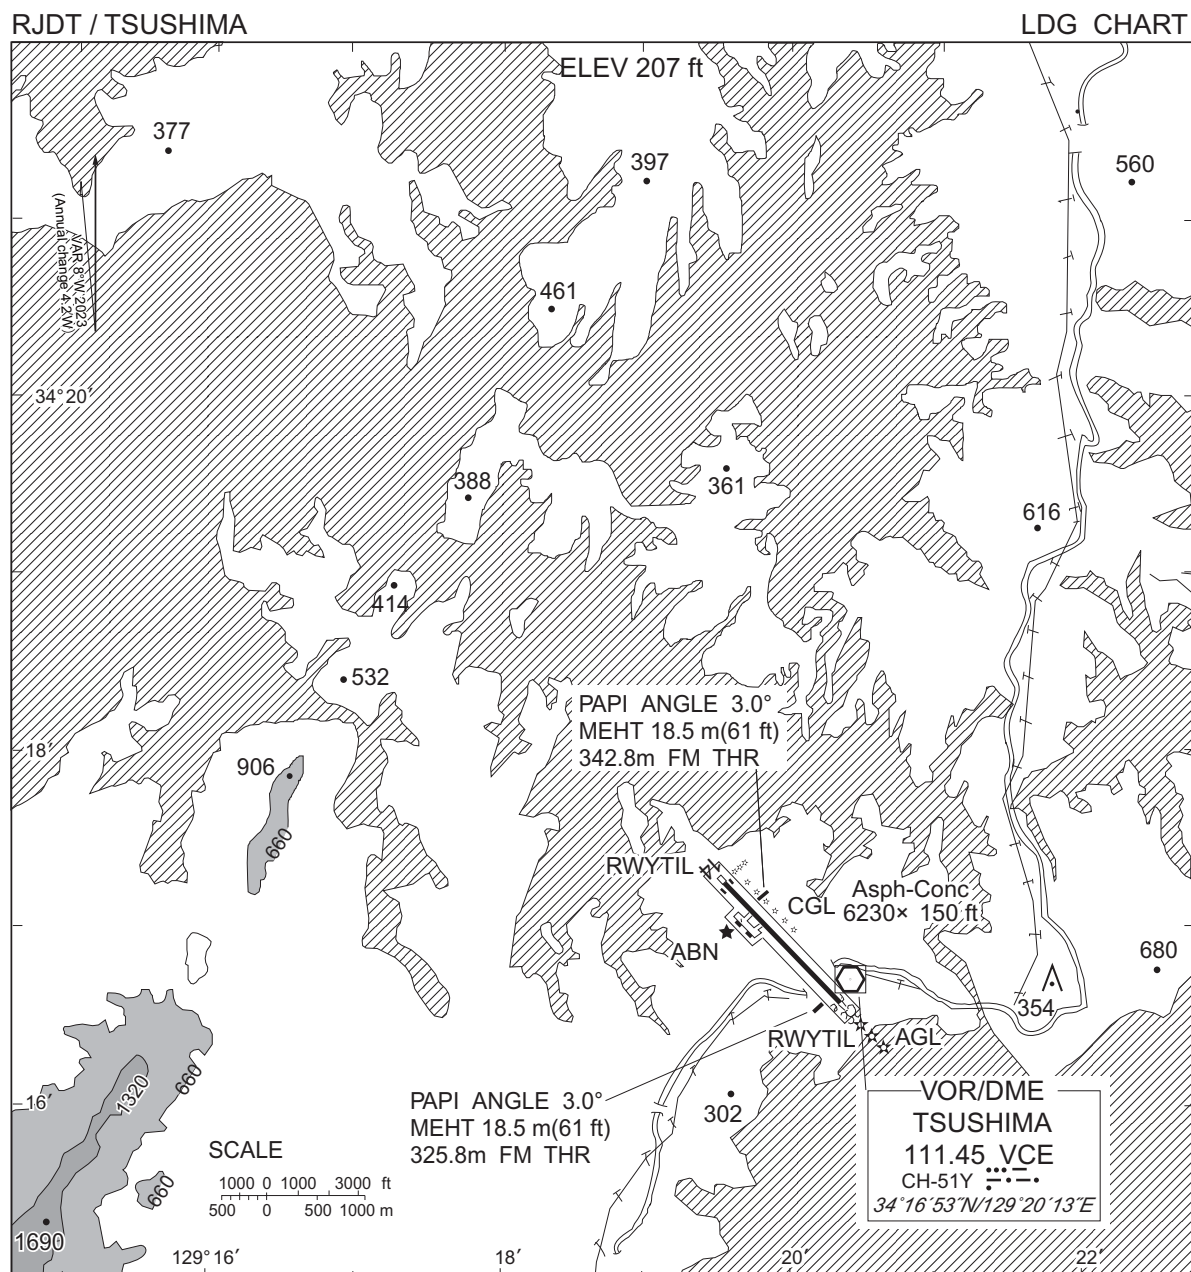 RJDT / TSUSHIMA
LDG CHART
ELEV 207 ft
377
397
560
VAR 8°W 2023
(Annual change 4.2'W)
461
34°20′
388
361
616
414
532
PAPI ANGLE 3.0°
MEHT 18.5 m(61 ft)
342.8m FM THR
18′
906
660
RWYTIL
CGL
Asph-Conc
6230× 150 ft
ABN
680
354
RWYTIL
AGL
660
1320
16′
PAPI ANGLE 3.0°
MEHT 18.5 m(61 ft)
325.8m FM THR
302
VOR/DME
TSUSHIMA
111.45 VCE
CH-51Y
34°16′53″N/129°20′13″E
SCALE
1000 0 1000 3000 ft
500 0 500 1000 m
660
1690
129°16′
18′
20′
22′